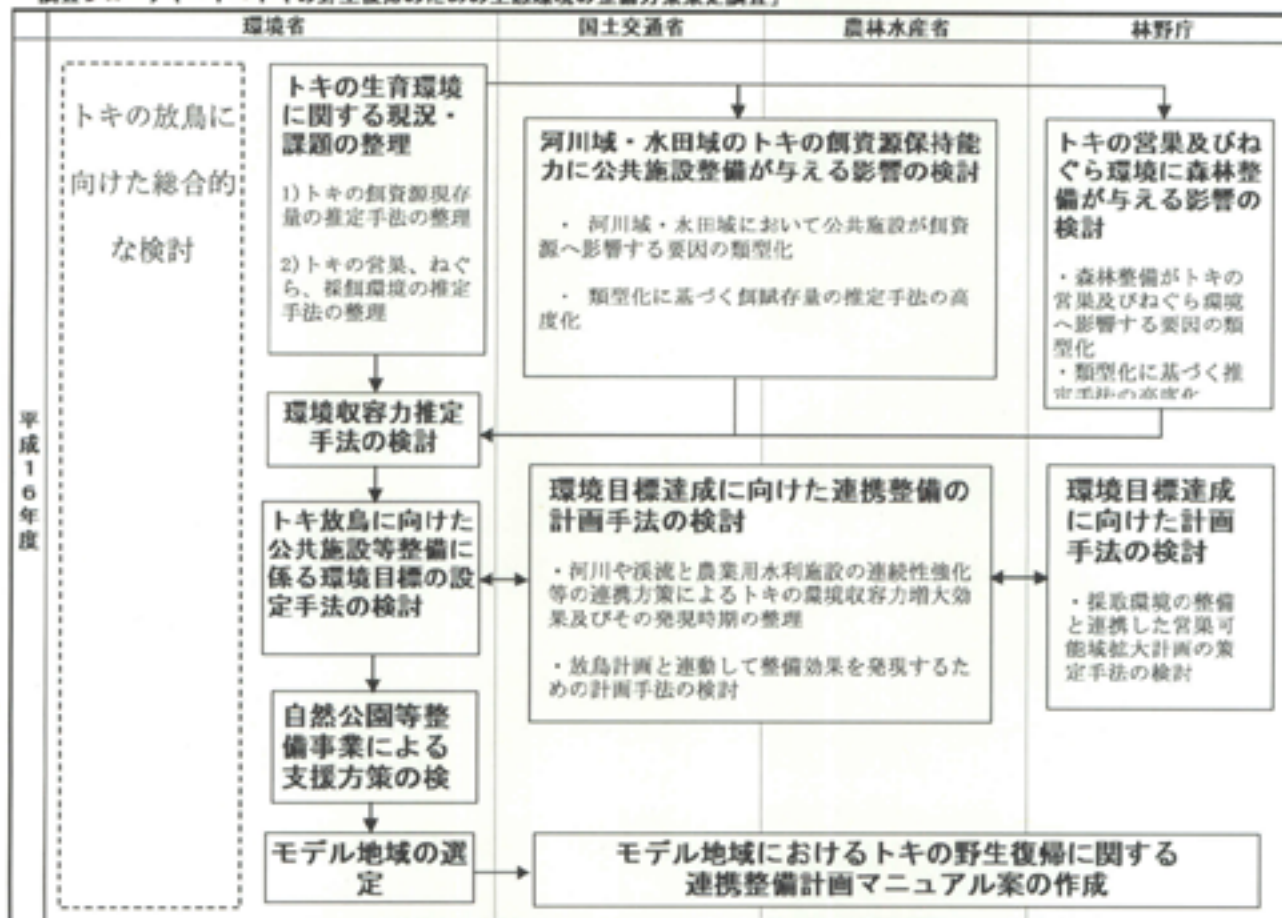 環境省
国土交通省
農林水産省
林野庁
平成16年度
トキの放鳥に
向けた総合的
な検討
トキの生育環境
に関する現況・
課題の整理
1)トキの餌資源現存
量の推定手法の整理
2)トキの営巣、ねぐ
ら、採餌環境の推定
手法の整理
河川域・水田域のトキの餌資源保持能
力に公共施設整備が与える影響の検討
・ 河川域・水田域において公共施設が餌資
源へ影響する要因の類型化
・ 類型化に基づく餌賦存量の推定手法の高
度化
トキの営巣及びね
ぐら環境に森林整
備が与える影響の
検討
・森林整備がトキの
営巣及びねぐら環境
へ影響する要因の類
型化
・類型化に基づく推
定手法の高度化
環境収容力推定
手法の検討
トキ放鳥に向けた
公共施設等整備に
係る環境目標の設
定手法の検討
環境目標達成に向けた連携整備の
計画手法の検討
・河川や渓流と農業用水利施設の連続性強化
等の連携方策によるトキの環境収容力増大効
果及びその発現時期の整理
・放鳥計画と連動して整備効果を発現するた
めの計画手法の検討
環境目標達成
に向けた計画
手法の検討
・採取環境の整備
と連携した営巣可
能域拡大計画の策
定手法の検討
自然公園等整
備事業による
支援方策の検
モデル地域の選
定
モデル地域におけるトキの野生復帰に関する
連携整備計画マニュアル案の作成